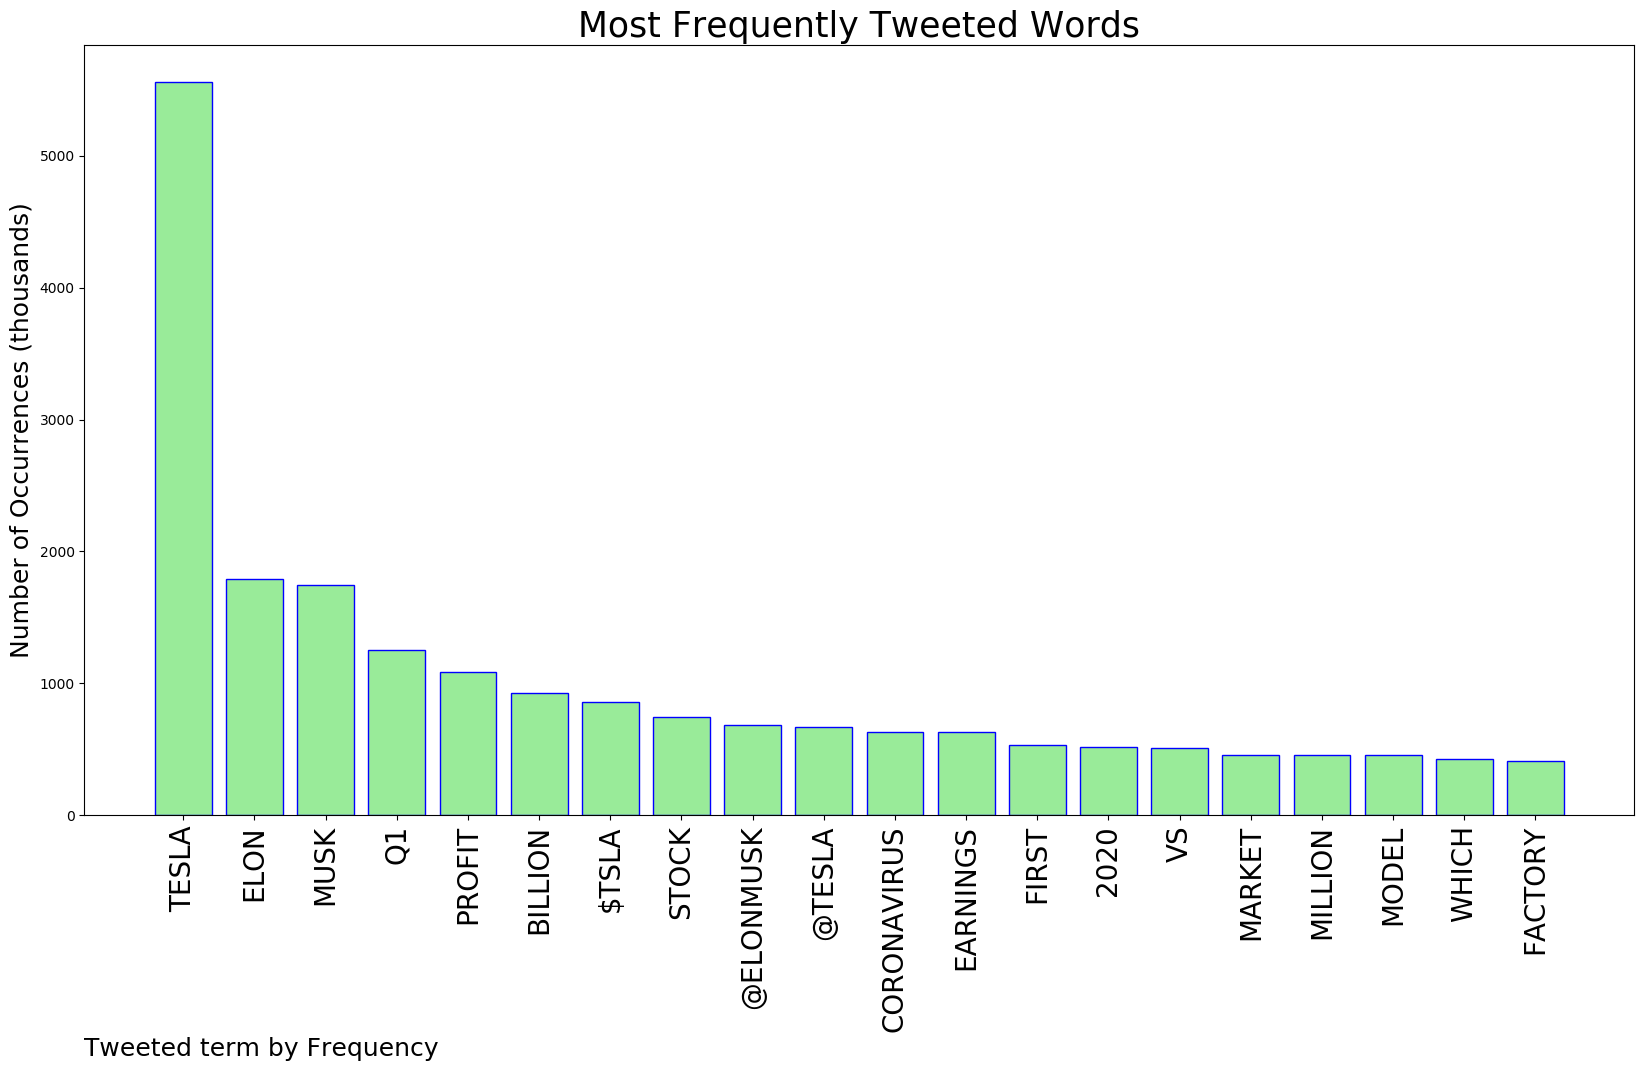 Most Frequently Tweeted Words
Number of Occurrences (thousands)
5000
4000
3000
2000
1000
0
TESLA
ELON
MUSK
Q1
PROFIT
BILLION
$TSLA
STOCK
@ELONMUSK
@TESLA
CORONAVIRUS
EARNINGS
FIRST
2020
VS
MARKET
MILLION
MODEL
WHICH
FACTORY
Tweeted term by Frequency